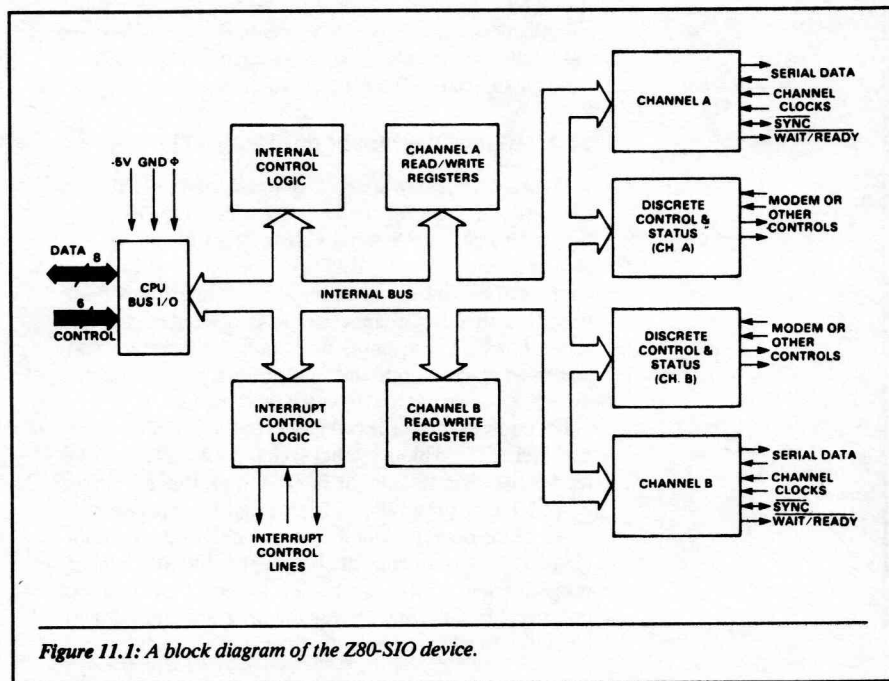 -5V GND Φ
DATA
8
CPU
BUS I/O
6
CONTROL
INTERNAL
CONTROL
LOGIC
CHANNEL A
READ/WRITE
REGISTERS
INTERNAL BUS
INTERRUPT
CONTROL
LOGIC
CHANNEL B
READ WRITE
REGISTER
INTERRUPT
CONTROL
LINES
CHANNEL A
SERIAL DATA
CHANNEL
CLOCKS
SYNC
WAIT/READY
DISCRETE
CONTROL &
STATUS
(CH. A)
MODEM OR
OTHER
CONTROLS
DISCRETE
CONTROL &
STATUS
(CH. B)
MODEM OR
OTHER
CONTROLS
CHANNEL B
SERIAL DATA
CHANNEL
CLOCKS
SYNC
WAIT/READY
Figure 11.1: A block diagram of the Z80-SIO device.